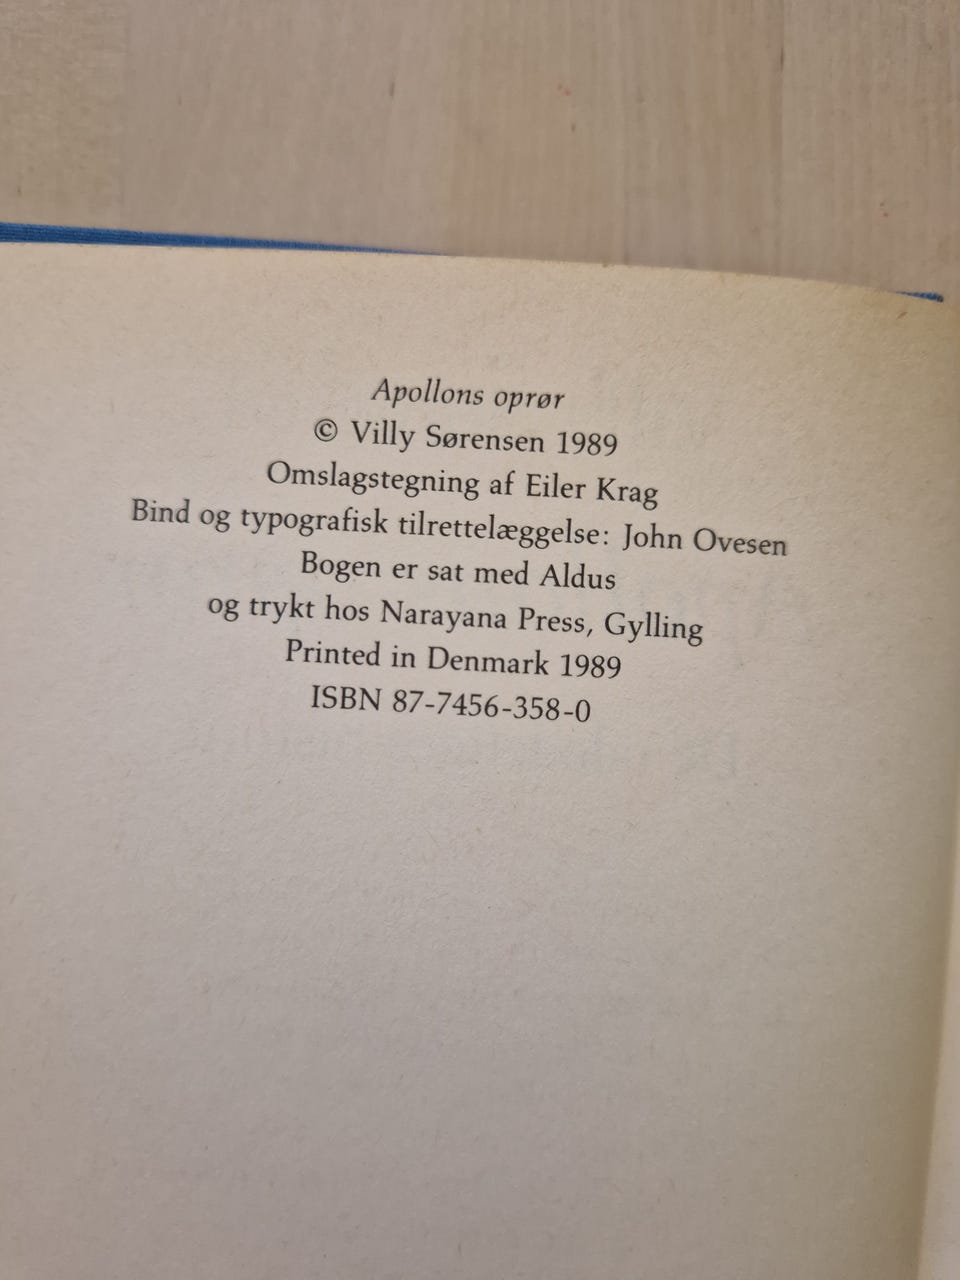 Apollons oprør
© Villy Sørensen 1989
Omslagstegning af Eiler Krag
Bind og typografisk tilrettelæggelse: John Ovesen
Bogen er sat med Aldus
og trykt hos Narayana Press, Gylling
Printed in Denmark 1989
ISBN 87-7456-358-0